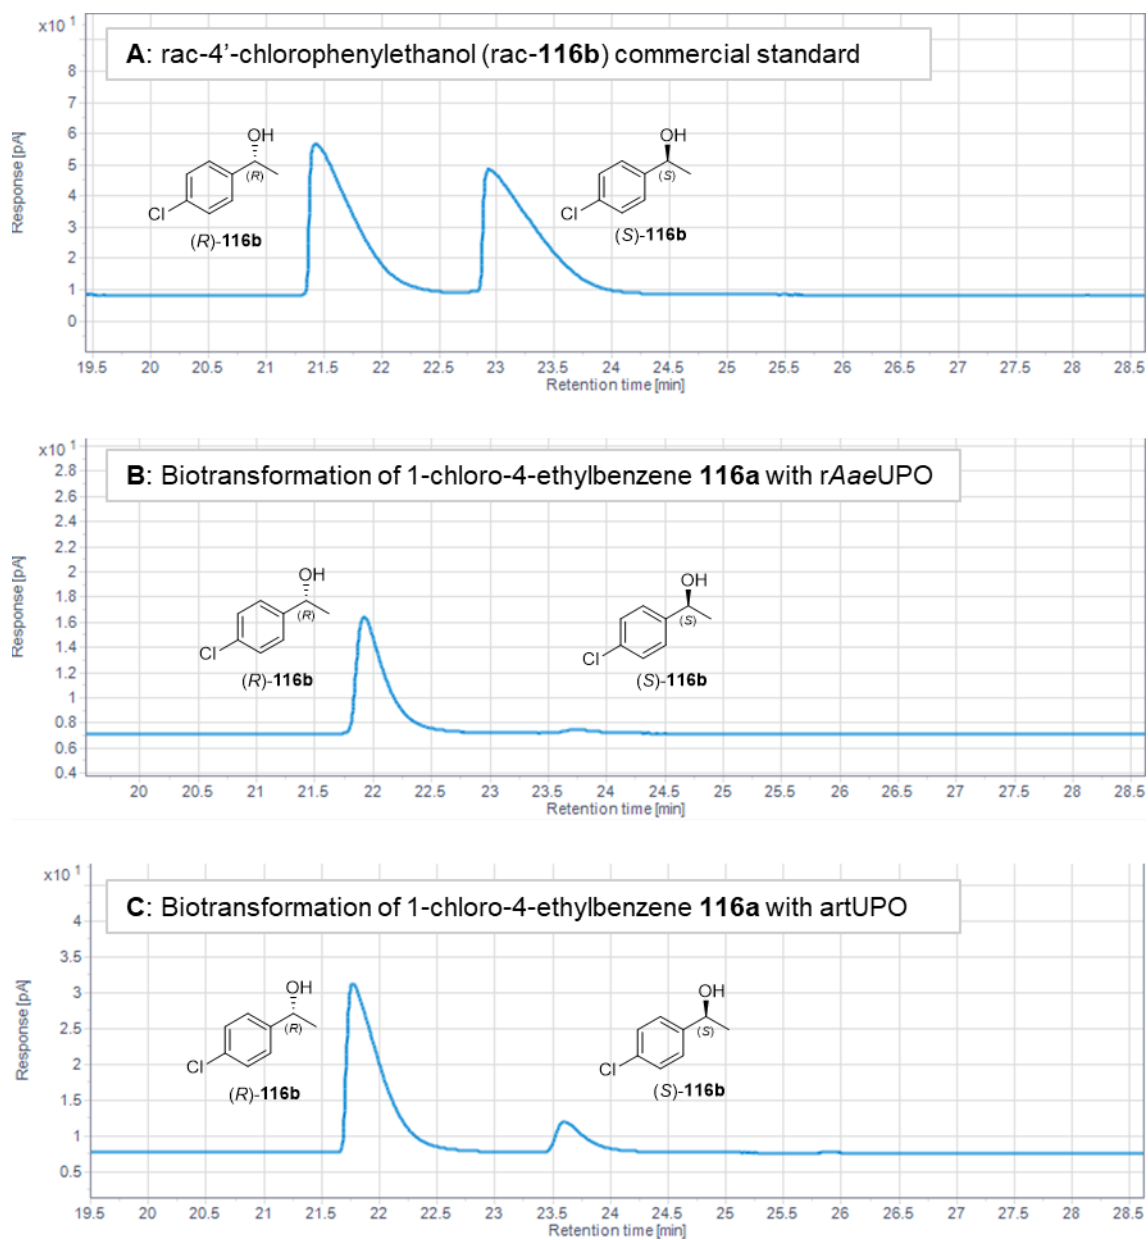 x10 1
A: rac-4’-chlorophenylethanol (rac-116b) commercial standard
Response [pA]
8
7
6
5
4
3
2
1
0
OH
(R)
Cl
(R)-116b
OH
(S)
Cl
(S)-116b
19.5 20 20.5 21 21.5 22 22.5 23 23.5 24 24.5 25 25.5 26 26.5 27 27.5 28 28.5
Retention time [min]
x10 1
B: Biotransformation of 1-chloro-4-ethylbenzene 116a with rAaeUPO
Response [pA]
2.8
2.6
2.4
2.2
2
1.8
1.6
1.4
1.2
1
0.8
0.6
0.4
OH
(R)
Cl
(R)-116b
OH
(S)
Cl
(S)-116b
20 20.5 21 21.5 22 22.5 23 23.5 24 24.5 25 25.5 26 26.5 27 27.5 28 28.5
Retention time [min]
x10 1
C: Biotransformation of 1-chloro-4-ethylbenzene 116a with artUPO
Response [pA]
4
3.5
3
2.5
2
1.5
1
0.5
OH
(R)
Cl
(R)-116b
OH
(S)
Cl
(S)-116b
19.5 20 20.5 21 21.5 22 22.5 23 23.5 24 24.5 25 25.5 26 26.5 27 27.5 28 28.5
Retention time [min]